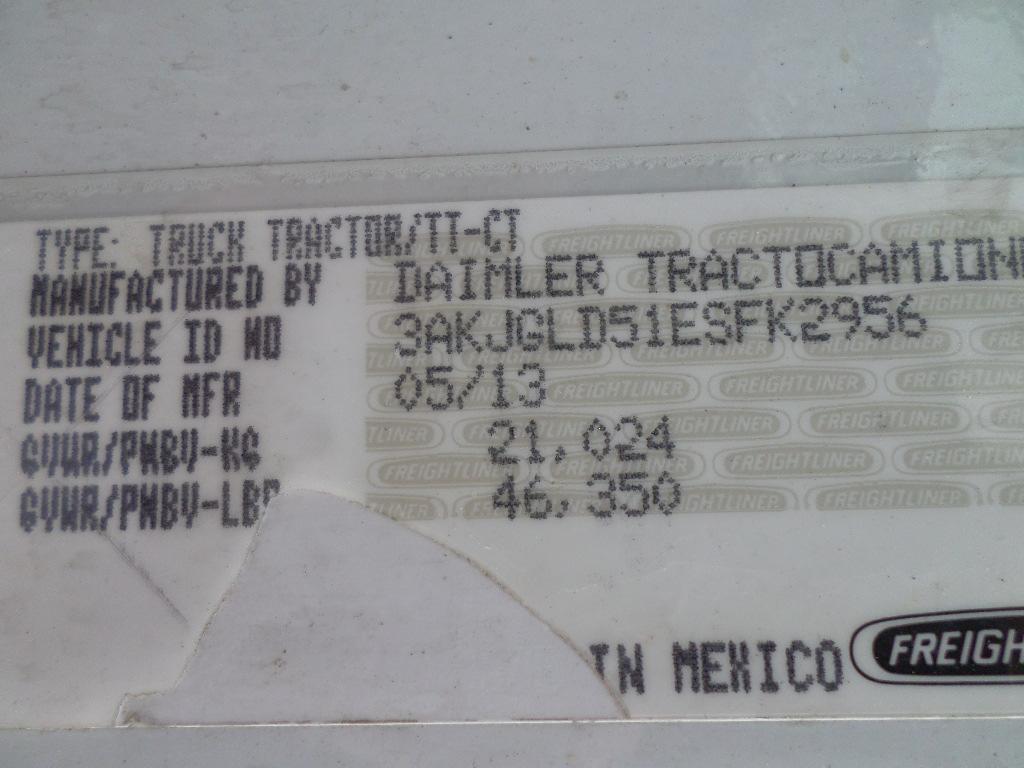 TYPE: TRUCK TRACTOR/TT-CT
MANUFACTURED BY DAIMLER TRACTOCAMION
VEHICLE ID NO 3AKJGLD51ESFK2956
DATE OF MFR 05/13
GVWR/PNBV-KG 21,024
GVWR/PNBV-LB 46,350
IN MEXICO FREIGH